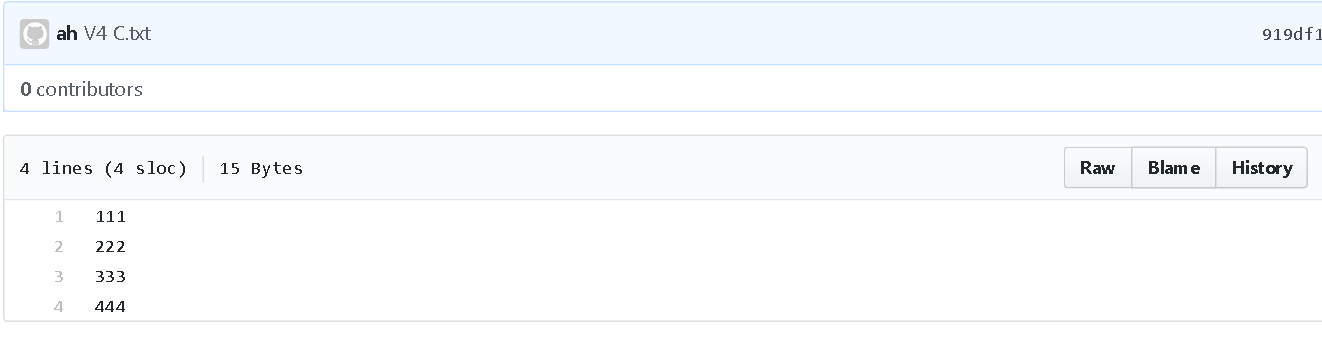 ah V4 C.txt 919df1
0 contributors
4 lines (4 sloc) 15 Bytes Raw Blame History
1 111
2 222
3 333
4 444